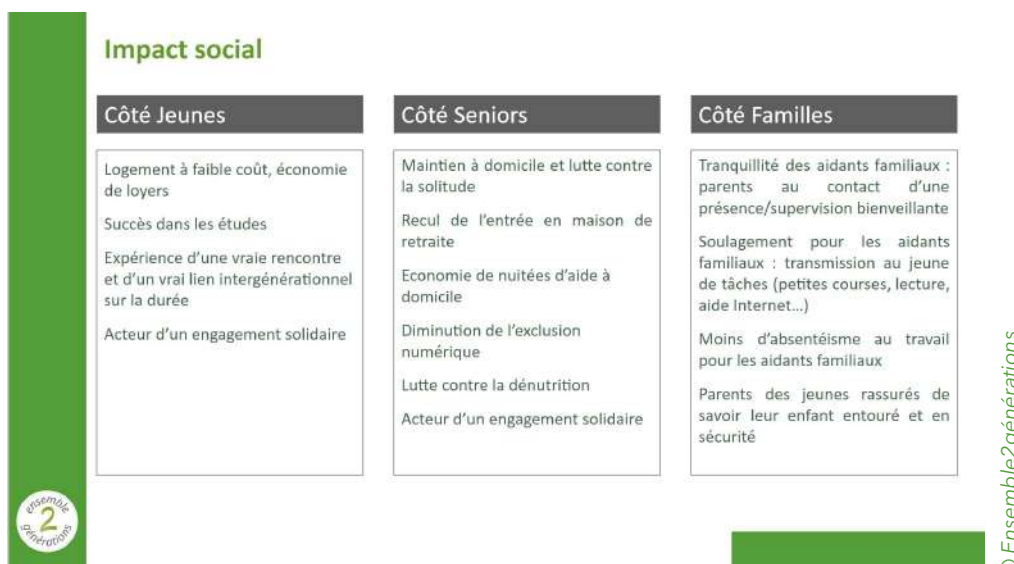 Impact social
Côté Jeunes
Logement à faible coût, économie
de loyers
Succès dans les études
Expérience d'une vraie rencontre
et d'un vrai lien intergénérationnel
sur la durée
Acteur d'un engagement solidaire
Côté Seniors
Maintien à domicile et lutte contre
la solitude
Recul de l'entrée en maison de
retraite
Economie de nuitées d'aide à
domicile
Diminution de l'exclusion
numérique
Lutte contre la dénutrition
Acteur d'un engagement solidaire
Côté Familles
Tranquillité des aidants familiaux :
parents au contact d'une
présence/supervision bienveillante
Soulagement pour les aidants
familiaux : transmission au jeune
de tâches (petites courses, lecture,
aide Internet...)
Moins d'absentéisme au travail
pour les aidants familiaux
Parents des jeunes rassurés de
savoir leur enfant entouré et en
sécurité
ensemble
2
générations
© Ensemble2générations